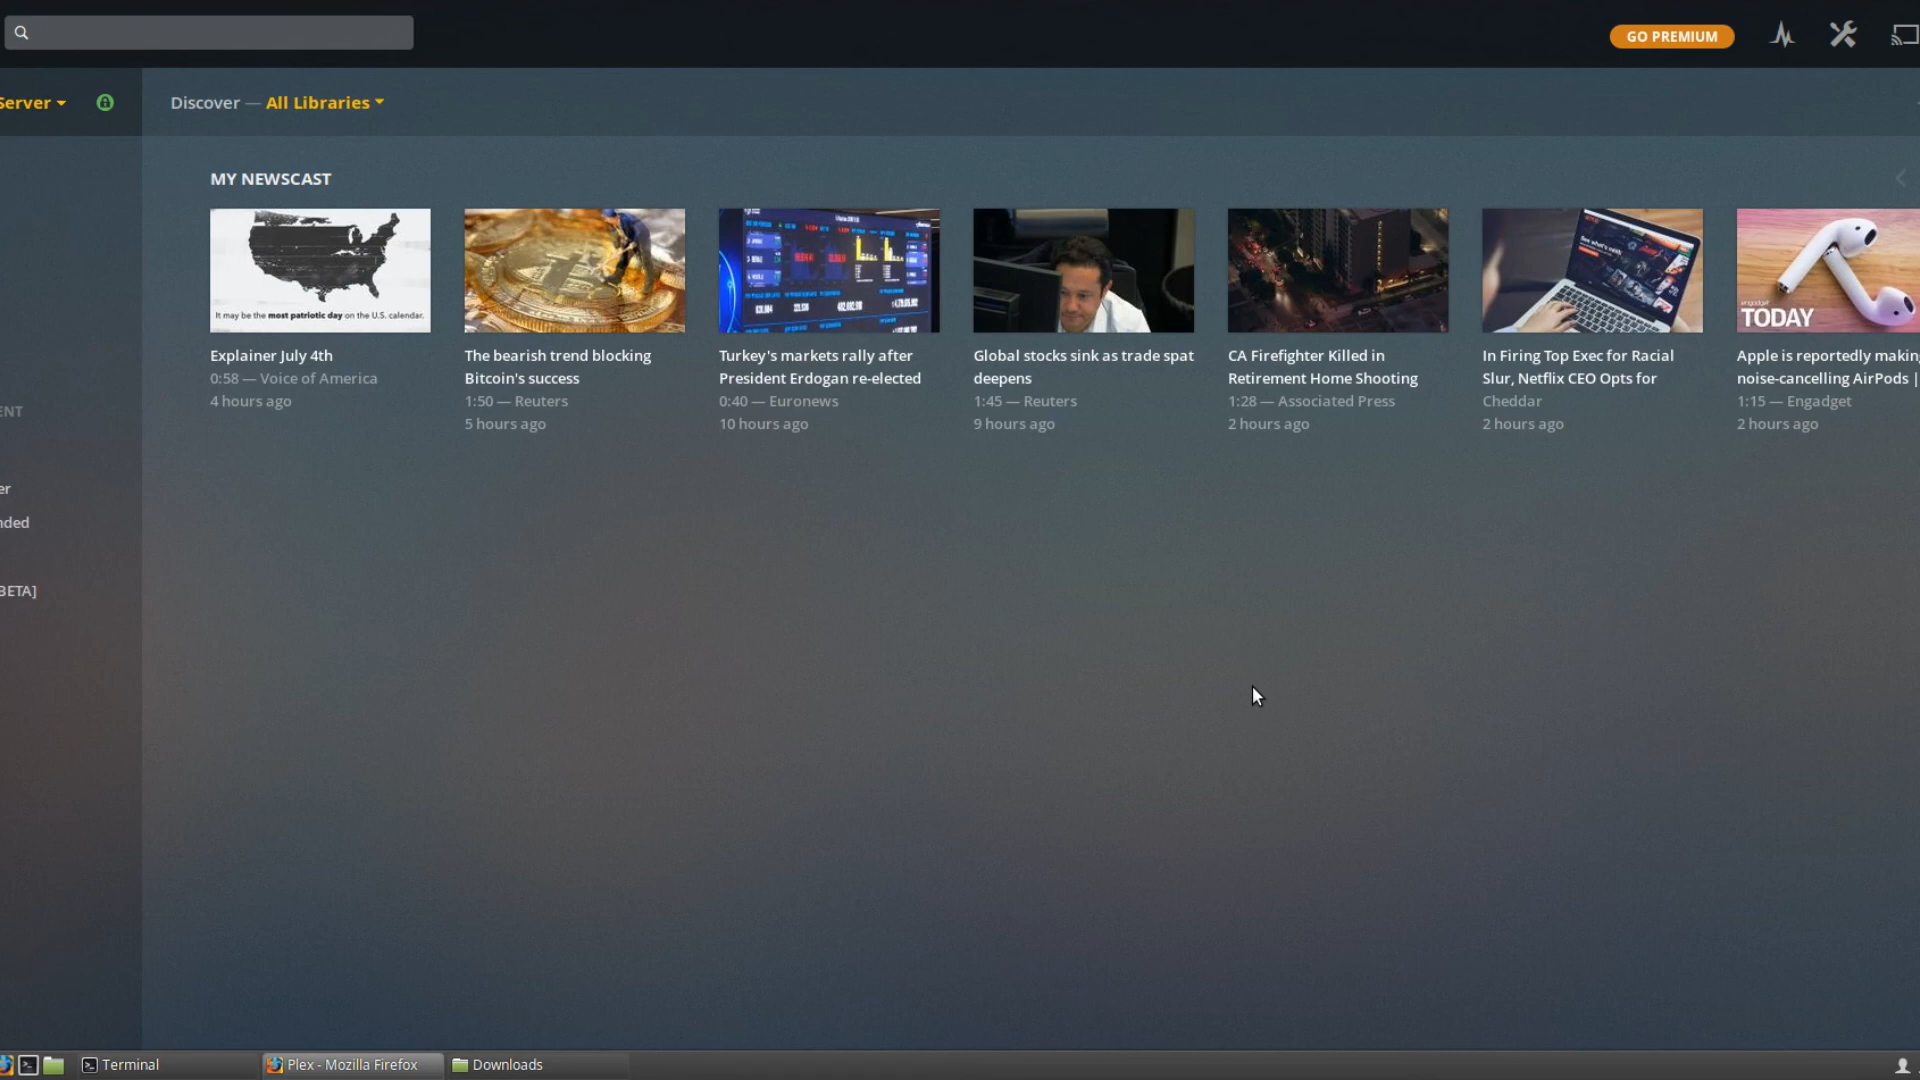 GO PREMIUM
Server
Discover — All Libraries
MY NEWSCAST
It may be the most patriotic day on the U.S. calendar.
engadget
TODAY
Explainer July 4th
0:58 — Voice of America
4 hours ago
The bearish trend blocking
Bitcoin's success
1:50 — Reuters
5 hours ago
Turkey's markets rally after
President Erdogan re-elected
0:40 — Euronews
10 hours ago
Global stocks sink as trade spat
deepens
1:45 — Reuters
9 hours ago
CA Firefighter Killed in
Retirement Home Shooting
1:28 — Associated Press
2 hours ago
In Firing Top Exec for Racial
Slur, Netflix CEO Opts for
Cheddar
2 hours ago
Apple is reportedly making
noise-cancelling AirPods |
1:15 — Engadget
2 hours ago
ENT
er
nded
BETA]
Terminal
Plex - Mozilla Firefox
Downloads